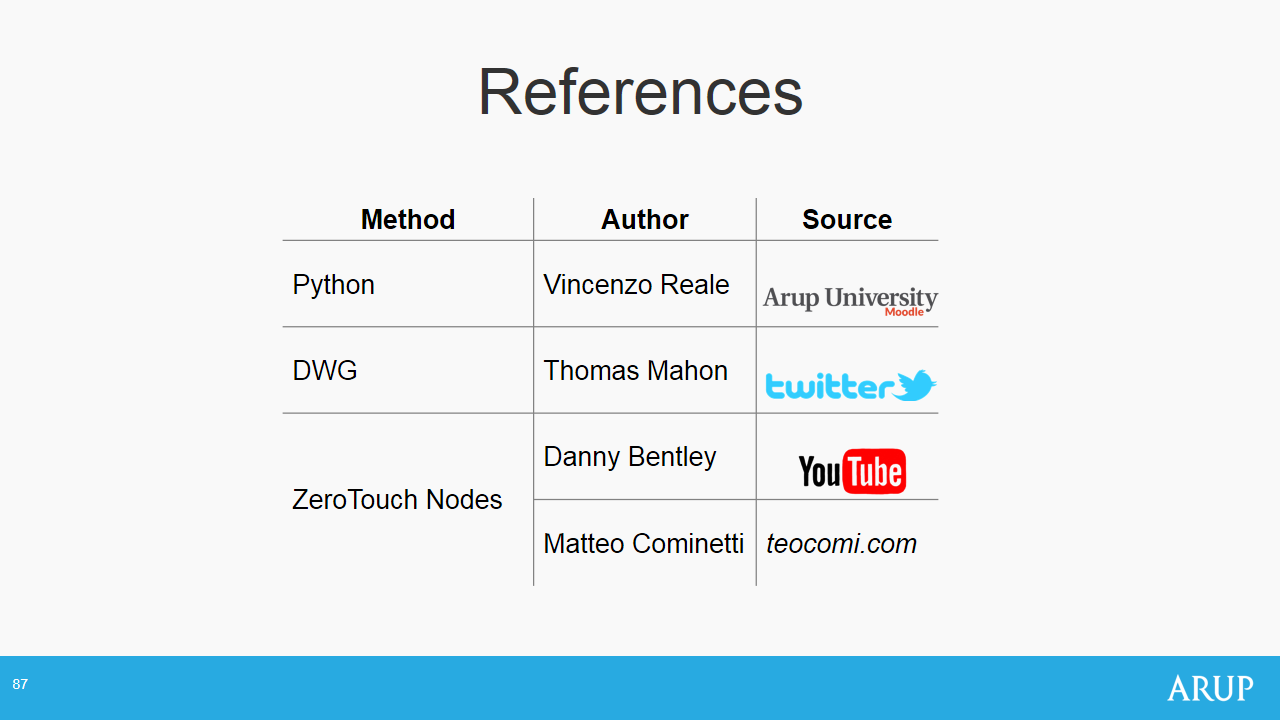 References
Method Author Source
Python Vincenzo Reale Arup University
Moodle
DWG Thomas Mahon twitter
Danny Bentley YouTube
ZeroTouch Nodes
Matteo Cominetti teocomi.com
87 ARUP